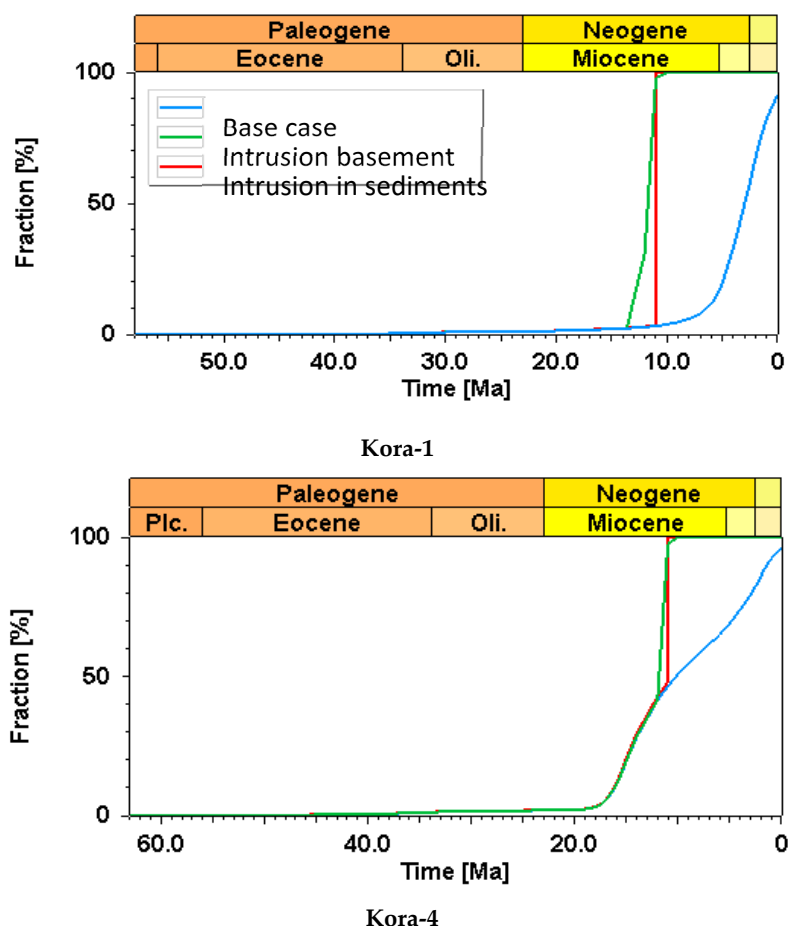 Paleogene Neogene
Eocene Oli. Miocene
100
Base case
Intrusion basement
Intrusion in sediments
50
0
Fraction [%]
50.0 40.0 30.0 20.0 10.0 0
Time [Ma]
Kora-1
Paleogene Neogene
Plc. Eocene Oli. Miocene
100
50
0
Fraction [%]
60.0 40.0 20.0 0
Time [Ma]
Kora-4